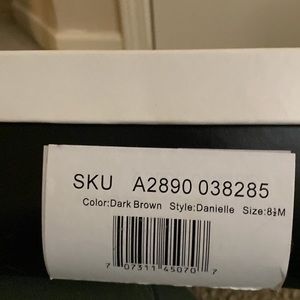 SKU A2890 038285
Color:Dark Brown Style:Danielle Size:8½M
7 07311 45070 7